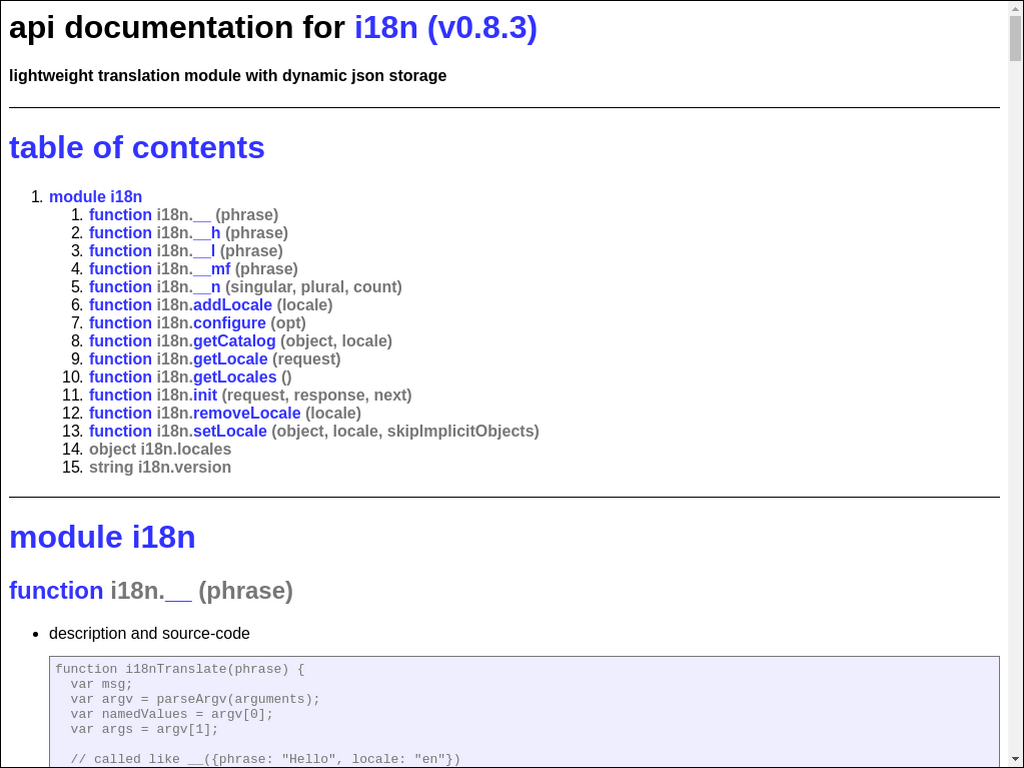 api documentation for i18n (v0.8.3)
lightweight translation module with dynamic json storage
table of contents
1. module i18n
1. function i18n.__ (phrase)
2. function i18n.__h (phrase)
3. function i18n.__l (phrase)
4. function i18n.__mf (phrase)
5. function i18n.__n (singular, plural, count)
6. function i18n.addLocale (locale)
7. function i18n.configure (opt)
8. function i18n.getCatalog (object, locale)
9. function i18n.getLocale (request)
10. function i18n.getLocales ()
11. function i18n.init (request, response, next)
12. function i18n.removeLocale (locale)
13. function i18n.setLocale (object, locale, skipImplicitObjects)
14. object i18n.locales
15. string i18n.version
module i18n
function i18n.__ (phrase)
• description and source-code
function i18nTranslate(phrase) {
  var msg;
  var argv = parseArgv(arguments);
  var namedValues = argv[0];
  var args = argv[1];
  // called like __({phrase: "Hello", locale: "en"})